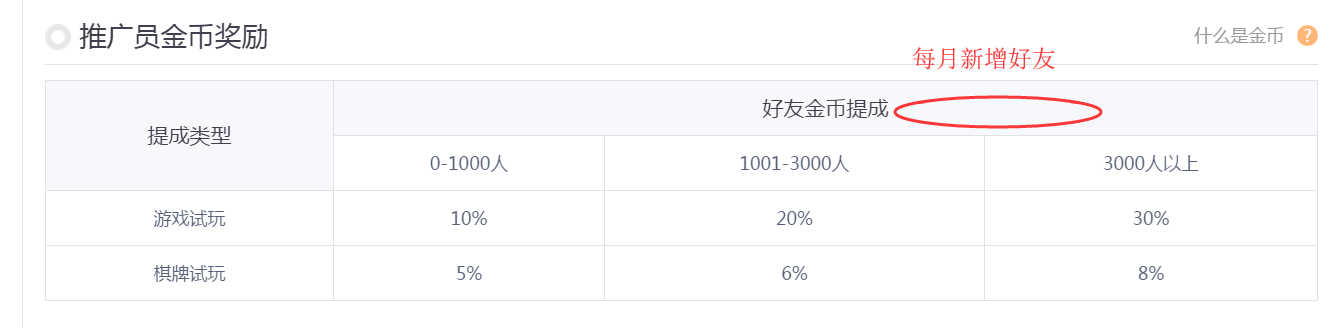 推广员金币奖励
什么是金币 ?
每月新增好友
提成类型
好友金币提成
0-1000人 1001-3000人 3000人以上
游戏试玩 10% 20% 30%
棋牌试玩 5% 6% 8%